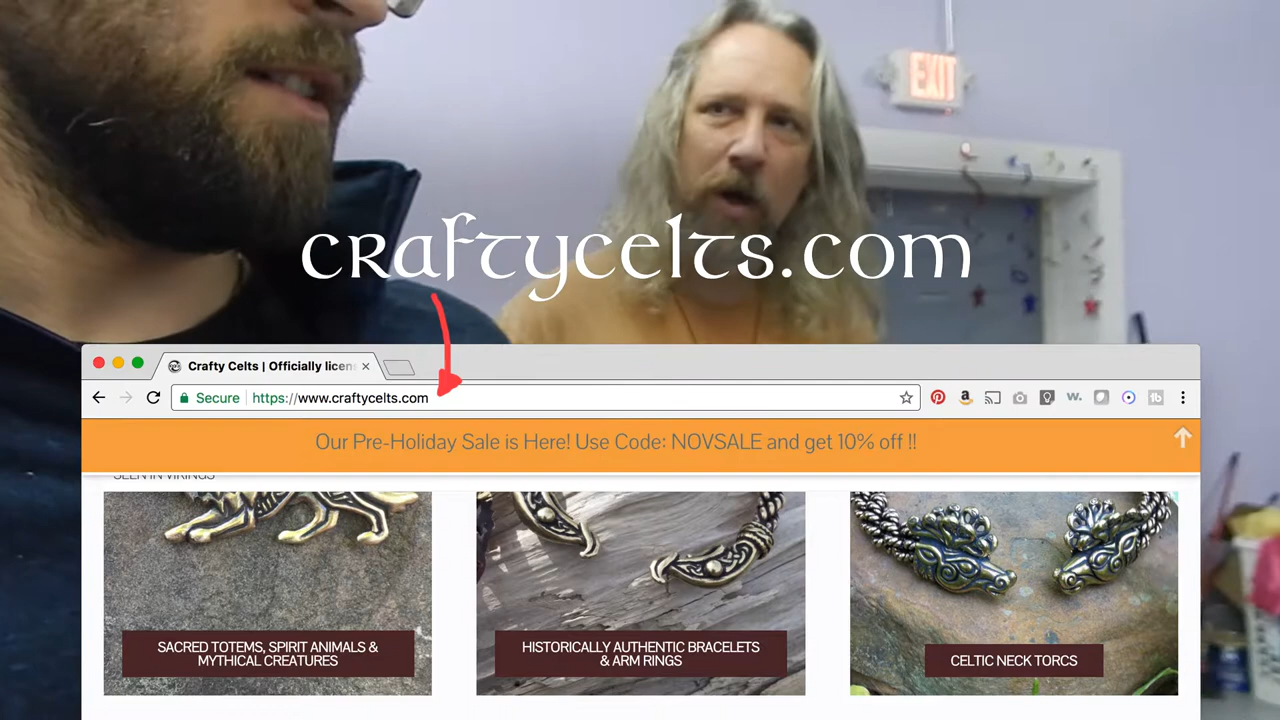 EXIT
craftycelts.com
Crafty Celts | Officially licen
Secure
https://www.craftycelts.com
w.
Our Pre-Holiday Sale is Here! Use Code: NOVSALE and get 10% off !!
SEEN IN VIKINGS
SACRED TOTEMS, SPIRIT ANIMALS &
MYTHICAL CREATURES
HISTORICALLY AUTHENTIC BRACELETS
& ARM RINGS
CELTIC NECK TORCS